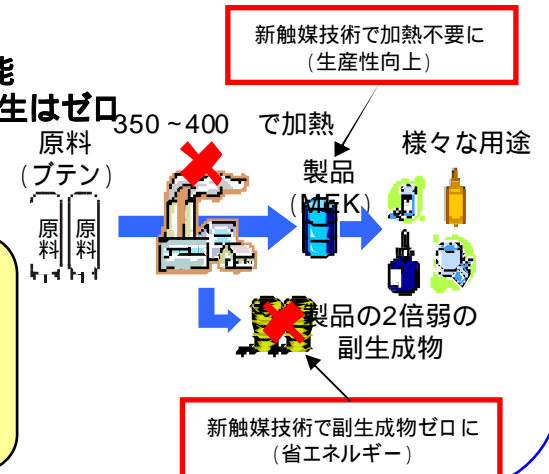 新触媒技術で加熱不要に
(生産性向上)
能
生はゼロ
350 ~400 で加熱
原料
(ブテン)
原料
原料
製品
(MEK)
様々な用途
製品の2倍弱の
副生成物
新触媒技術で副生成物ゼロに
(省エネルギー)